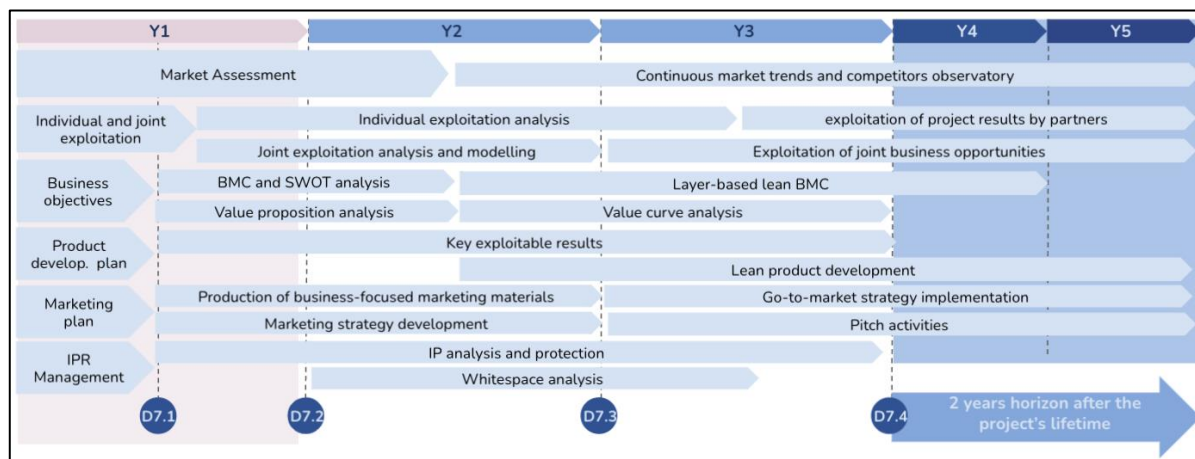 Y1
Y2
Y3
Y4
Y5
Market Assessment
Continuous market trends and competitors observatory
Individual and joint
exploitation
Individual exploitation analysis
exploitation of project results by partners
Joint exploitation analysis and modelling
Exploitation of joint business opportunities
Business
objectives
BMC and SWOT analysis
Layer-based lean BMC
Value proposition analysis
Value curve analysis
Product
develop. plan
Key exploitable results
Lean product development
Marketing
plan
Production of business-focused marketing materials
Go-to-market strategy implementation
Marketing strategy development
Pitch activities
IPR
Management
IP analysis and protection
Whitespace analysis
D7.1
D7.2
D7.3
D7.4
2 years horizon after the
project's lifetime